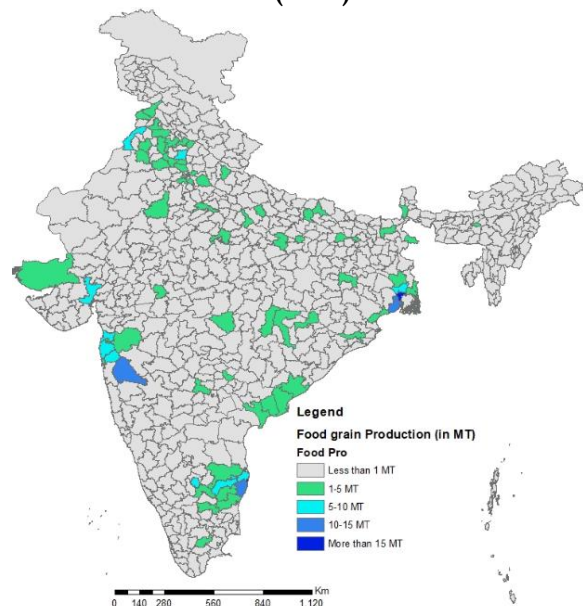 Legend
Food grain Production (in MT)
Food Pro
Less than 1 MT
1-5 MT
5-10 MT
10-15 MT
More than 15 MT
Km
0 140 280 560 840 1,120